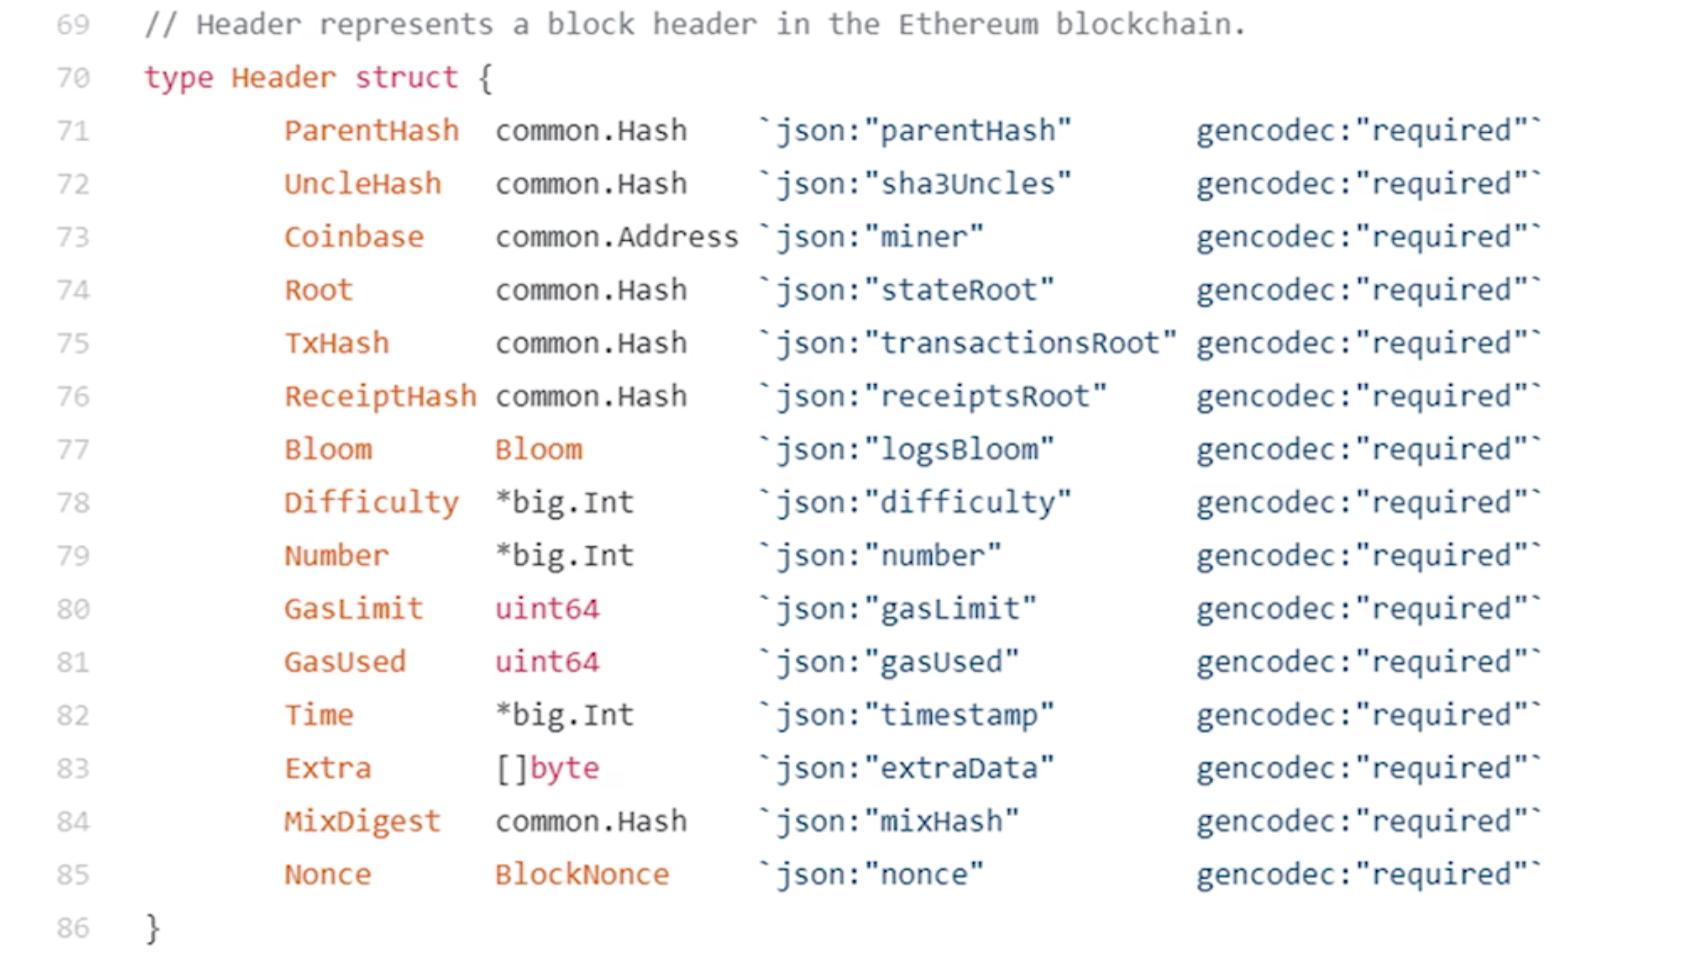 69 // Header represents a block header in the Ethereum blockchain.
70 type Header struct {
71 ParentHash common.Hash `json:"parentHash" gencodec:"required"`
72 UncleHash common.Hash `json:"sha3Uncles" gencodec:"required"`
73 Coinbase common.Address `json:"miner" gencodec:"required"`
74 Root common.Hash `json:"stateRoot" gencodec:"required"`
75 TxHash common.Hash `json:"transactionsRoot" gencodec:"required"`
76 ReceiptHash common.Hash `json:"receiptsRoot" gencodec:"required"`
77 Bloom Bloom `json:"logsBloom" gencodec:"required"`
78 Difficulty *big.Int `json:"difficulty" gencodec:"required"`
79 Number *big.Int `json:"number" gencodec:"required"`
80 GasLimit uint64 `json:"gasLimit" gencodec:"required"`
81 GasUsed uint64 `json:"gasUsed" gencodec:"required"`
82 Time *big.Int `json:"timestamp" gencodec:"required"`
83 Extra []byte `json:"extraData" gencodec:"required"`
84 MixDigest common.Hash `json:"mixHash" gencodec:"required"`
85 Nonce BlockNonce `json:"nonce" gencodec:"required"`
86 }